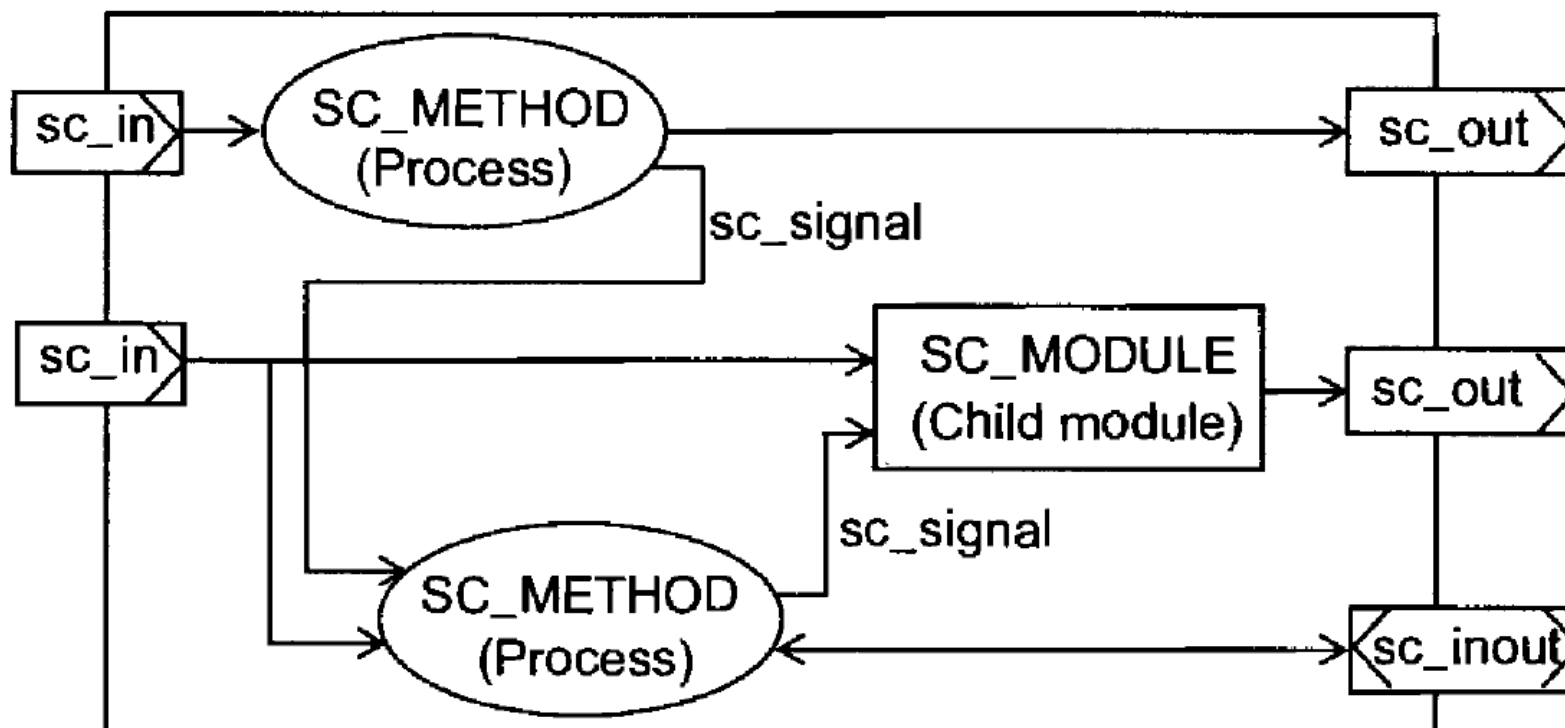 sc_in
SC_METHOD
(Process)
sc_out
sc_signal
sc_in
SC_MODULE
(Child module)
sc_out
sc_signal
SC_METHOD
(Process)
sc_inout